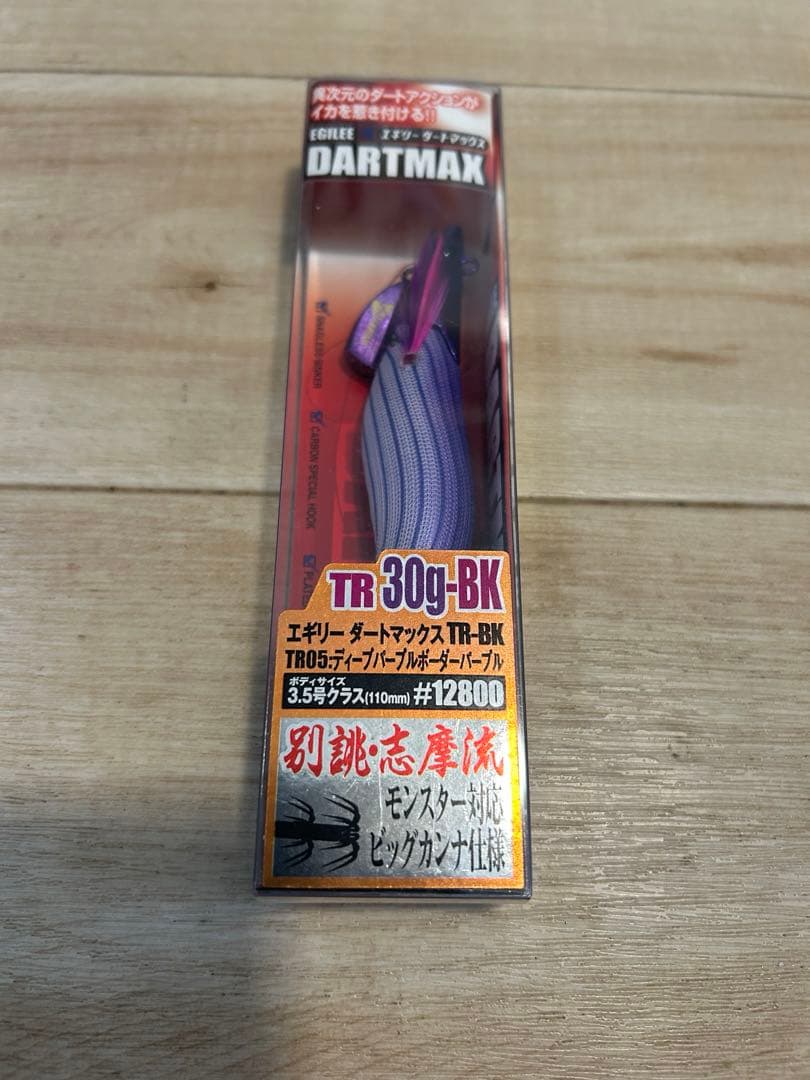 異次元のダートアクションが
イカを惹き付ける!!
EGILEE エギリー ダートマックス
DARTMAX
SNAGLESS SINKER
CARBON SPECIAL HOOK
TR 30g-BK
エギリー ダートマックス TR-BK
TR05:ディープパープルボーダーパープル
ボディサイズ
3.5号クラス(110mm) #12800
別誂・志摩流
モンスター対応
ビッグカンナ仕様